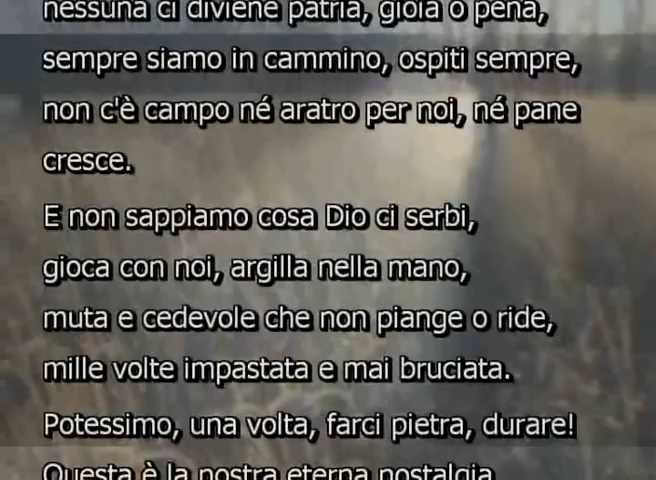 nessuna ci diviene patria, gioia o pena,
sempre siamo in cammino, ospiti sempre,
non c'è campo né aratro per noi, né pane
cresce.
E non sappiamo cosa Dio ci serbi,
gioca con noi, argilla nella mano,
muta e cedevole che non piange o ride,
mille volte impastata e mai bruciata.
Potessimo, una volta, farci pietra, durare!
Questa è la nostra eterna nostalgia